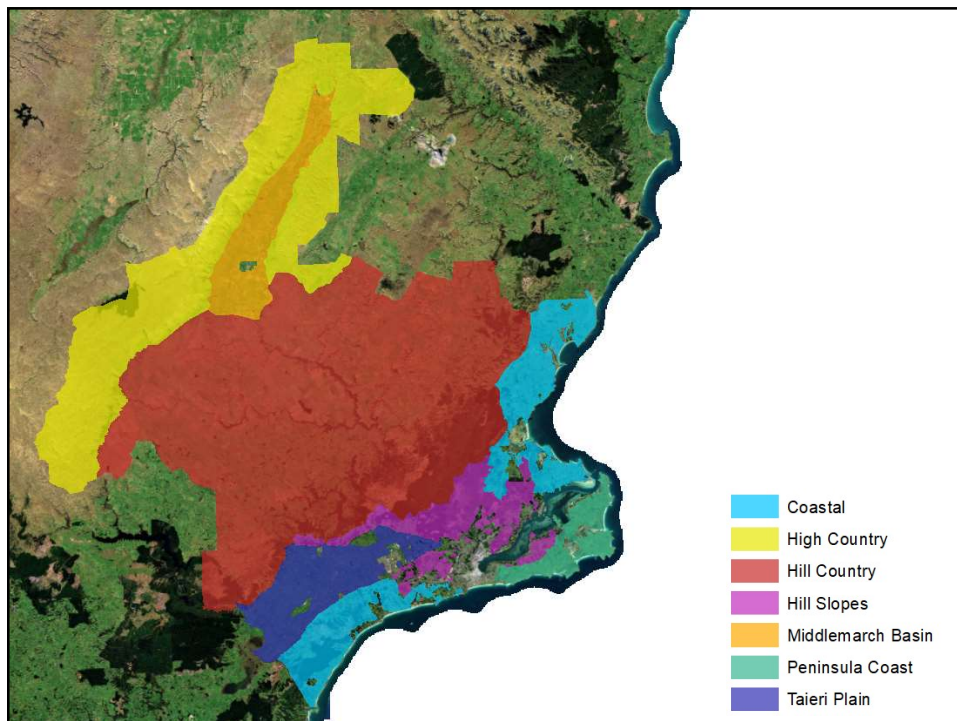 Coastal
High Country
Hill Country
Hill Slopes
Middlemarch Basin
Peninsula Coast
Taieri Plain